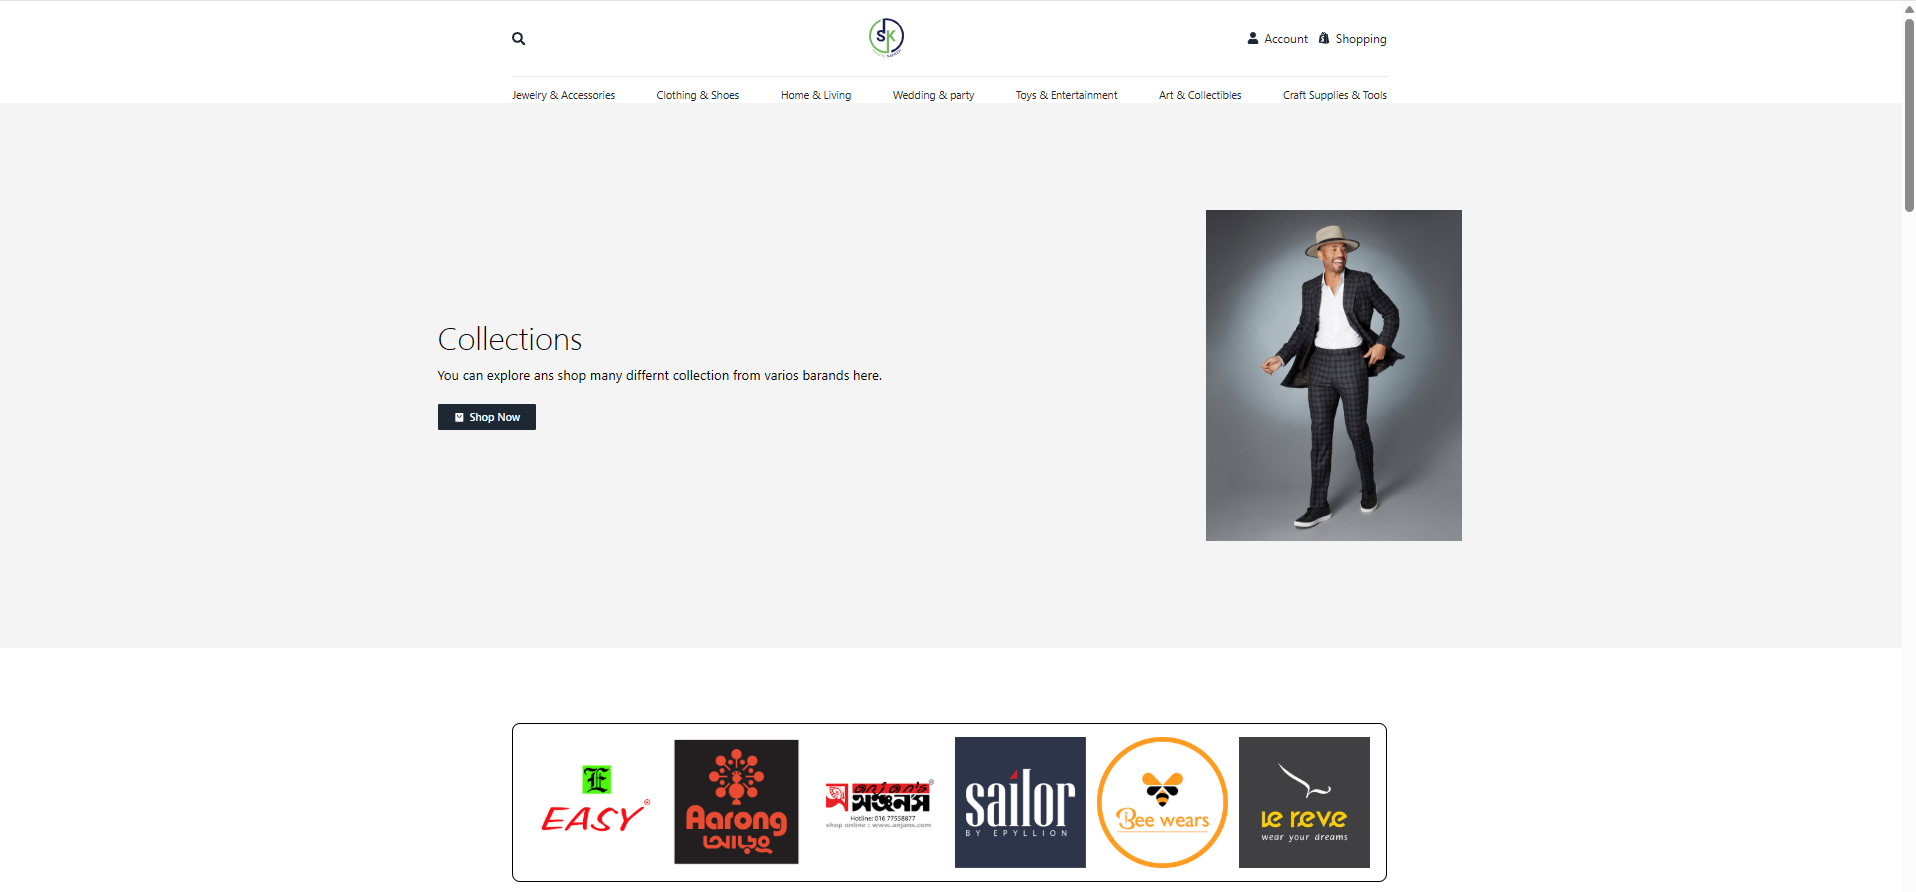 SK
Account Shopping
Jewelry & Accessories Clothing & Shoes Home & Living Wedding & party Toys & Entertainment Art & Collectibles Craft Supplies & Tools
Collections
You can explore ans shop many differnt collection from varios barands here.
Shop Now
E
EASY®
Aarong
আড়ং
anjan's®
অঞ্জনস
Hotline: 016 77558877
shop online : www.anjans.com
sailor
BY EPYLLION
Bee wears
le reve
wear your dreams